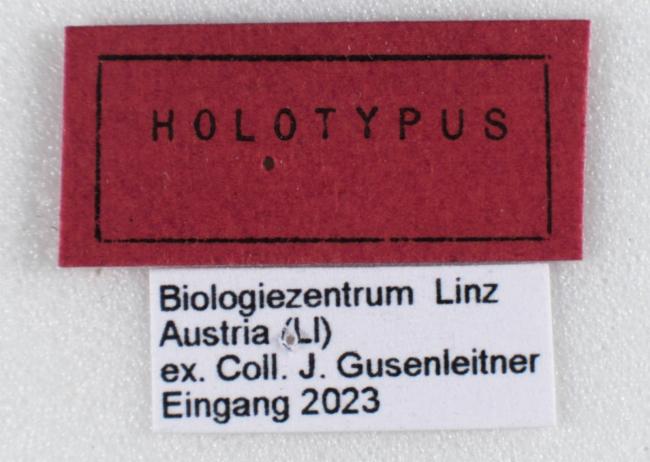 HOLOTYPUS
Biologiezentrum Linz
Austria (LI)
ex. Coll. J. Gusenleitner
Eingang 2023